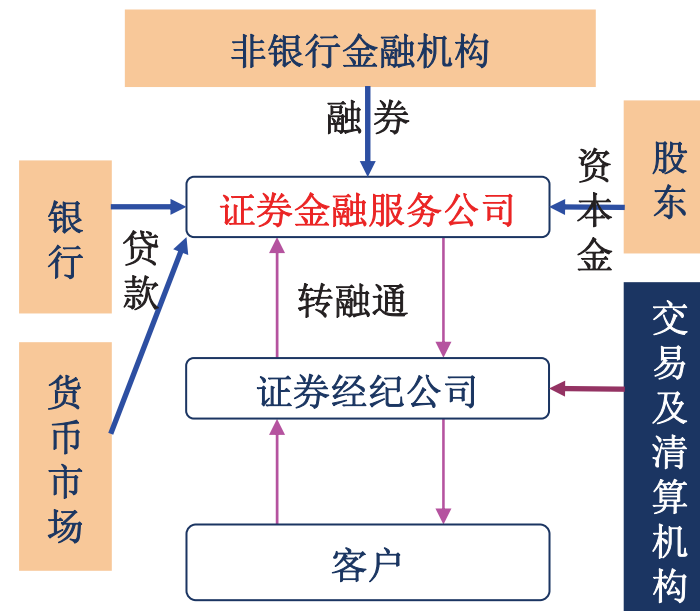 非银行金融机构
融券
股东
资本金
证券金融服务公司
银行
贷款
转融通
交易及清算机构
证券经纪公司
货币市场
客户